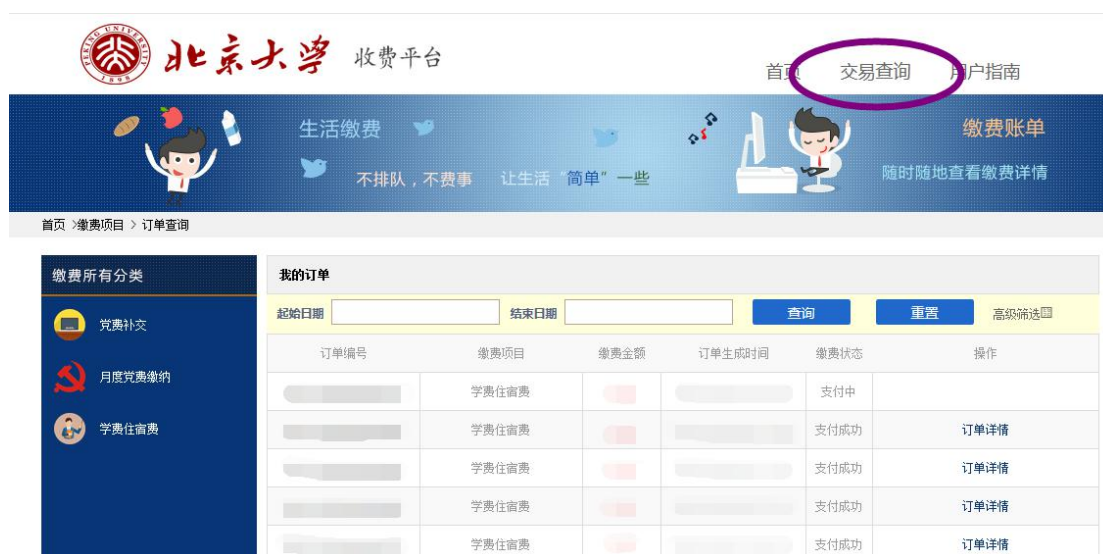 PEKING UNIVERSITY
1898
北京大学 收费平台
首页 交易查询 用户指南
生活缴费
不排队，不费事 让生活“简单”一些
缴费账单
随时随地查看缴费详情
首页 >缴费项目 > 订单查询
缴费所有分类
党费补交
月度党费缴纳
学费住宿费
我的订单
起始日期 结束日期 查询 重置 高级筛选
订单编号 缴费项目 缴费金额 订单生成时间 缴费状态 操作
学费住宿费 支付中
学费住宿费 支付成功 订单详情
学费住宿费 支付成功 订单详情
学费住宿费 支付成功 订单详情
学费住宿费 支付成功 订单详情